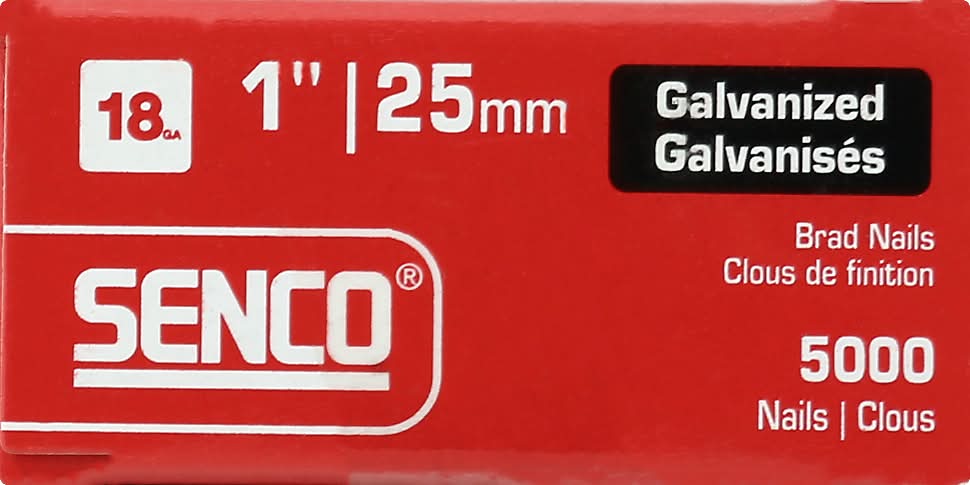 18GA 1" | 25mm
Galvanized
Galvanisés
Brad Nails
Clous de finition
SENCO®
5000
Nails | Clous